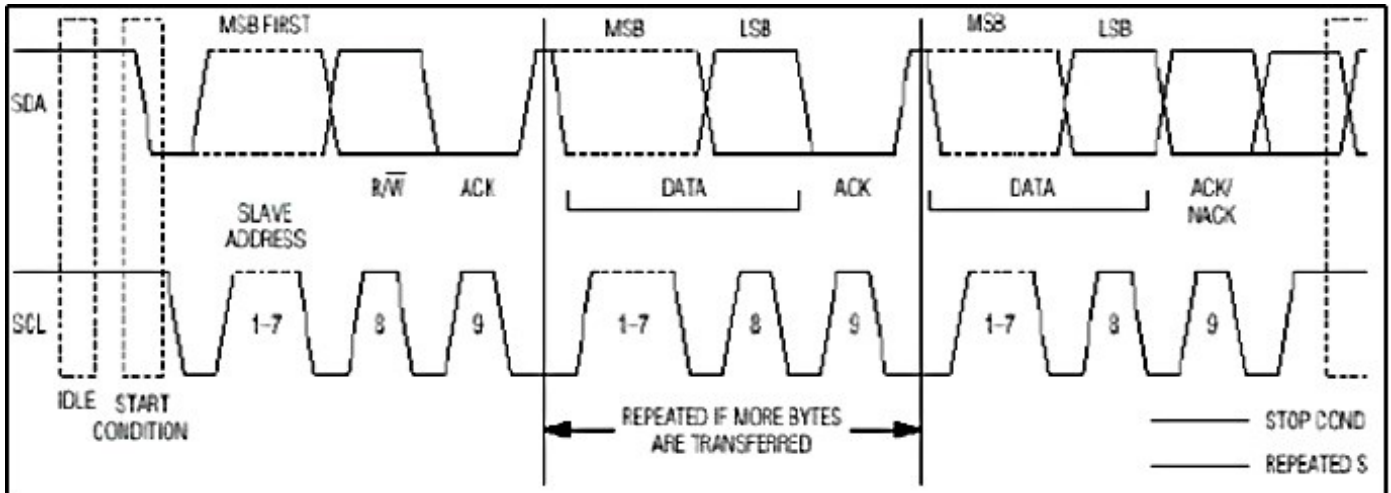 MSB FIRST
MSB
LSB
MSB
LSB
SDA
R/W
ACK
DATA
ACK
DATA
ACK/
NACK
SLAVE
ADDRESS
SCL
1–7
8
9
1–7
8
9
1–7
8
9
IDLE
START
CONDITION
REPEATED IF MORE BYTES
ARE TRANSFERRED
STOP COND
REPEATED S